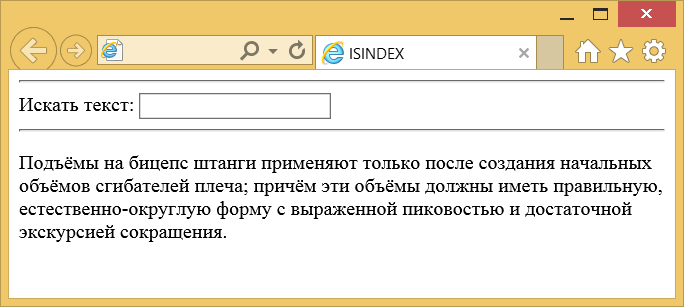 ISINDEX
Искать текст:
Подъёмы на бицепс штанги применяют только после создания начальных
объёмов сгибателей плеча; причём эти объёмы должны иметь правильную,
естественно-округлую форму с выраженной пиковостью и достаточной
экскурсией сокращения.